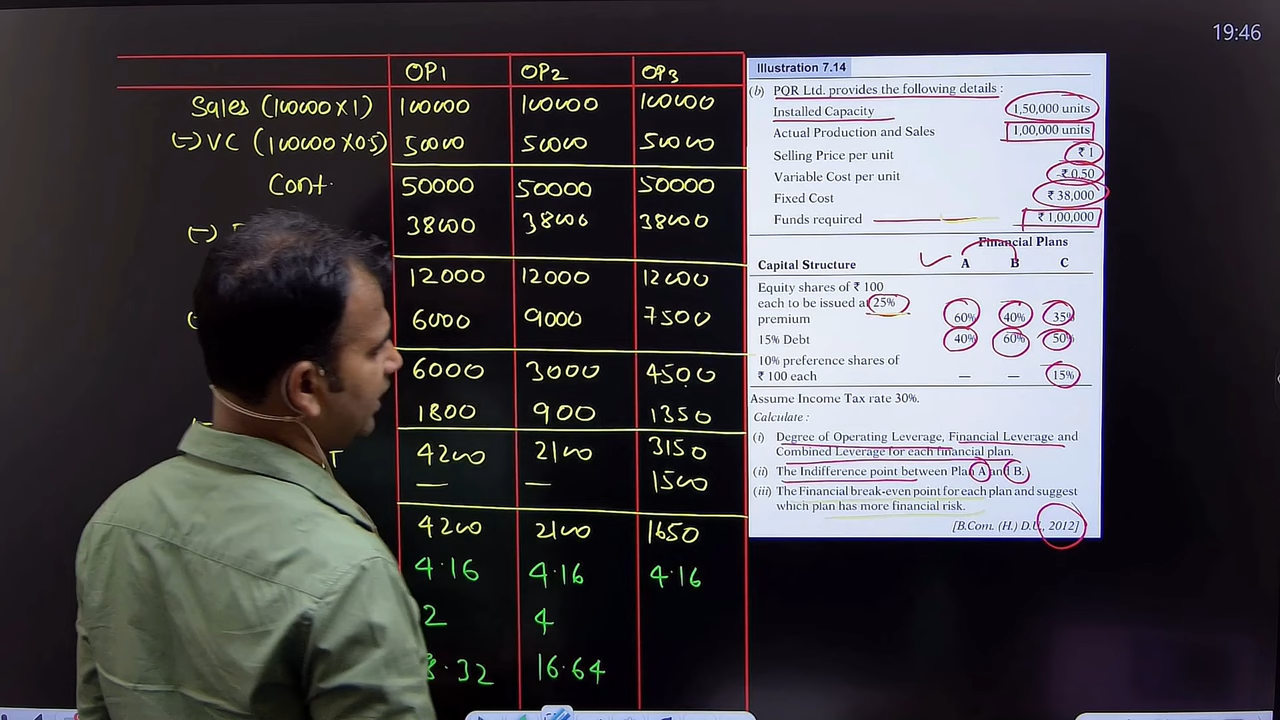 19:46
OP1 OP2 OP3
Sales (100000 x 1) 100000 100000 100000
(-) VC (100000 x 0.5) 50000 50000 50000
Cont. 50000 50000 50000
(-) 38000 38000 38000
12000 12000 12000
6000 9000 7500
6000 3000 4500
1800 900 1350
T 4200 2100 3150
— — 1500
4200 2100 1650
4.16 4.16 4.16
2 4
8.32 16.64
Illustration 7.14
(b) PQR Ltd. provides the following details :
Installed Capacity 1,50,000 units
Actual Production and Sales 1,00,000 units
Selling Price per unit ₹ 1
Variable Cost per unit ₹ 0.50
Fixed Cost ₹ 38,000
Funds required ₹ 1,00,000
Financial Plans
Capital Structure A B C
Equity shares of ₹ 100
each to be issued at 25%
premium 60% 40% 35%
15% Debt 40% 60% 50%
10% preference shares of
₹ 100 each — — 15%
Assume Income Tax rate 30%.
Calculate :
(i) Degree of Operating Leverage, Financial Leverage and
Combined Leverage for each financial plan.
(ii) The Indifference point between Plan A and B.
(iii) The Financial break-even point for each plan and suggest
which plan has more financial risk.
[B.Com. (H.) D.U., 2012]